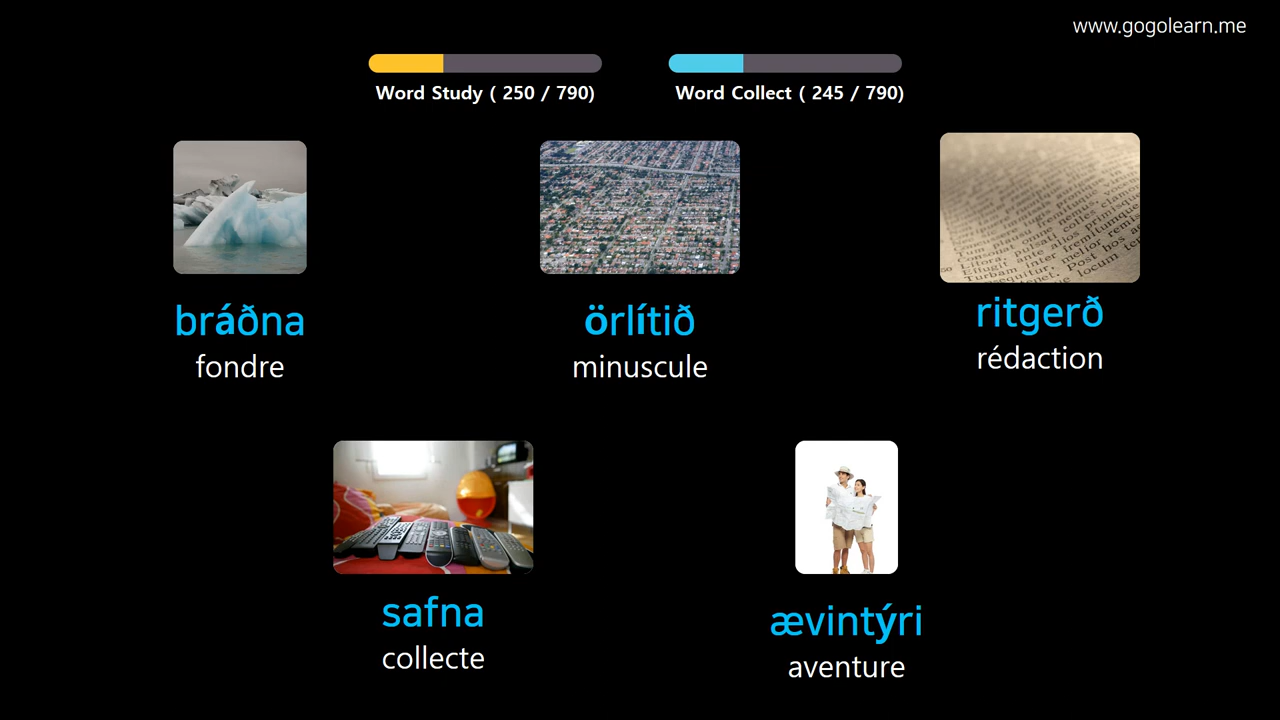 www.gogolearn.me
Word Study ( 250 / 790)
Word Collect ( 245 / 790)
bráðna
fondre
örlítið
minuscule
ritgerð
rédaction
safna
collecte
ævintýri
aventure